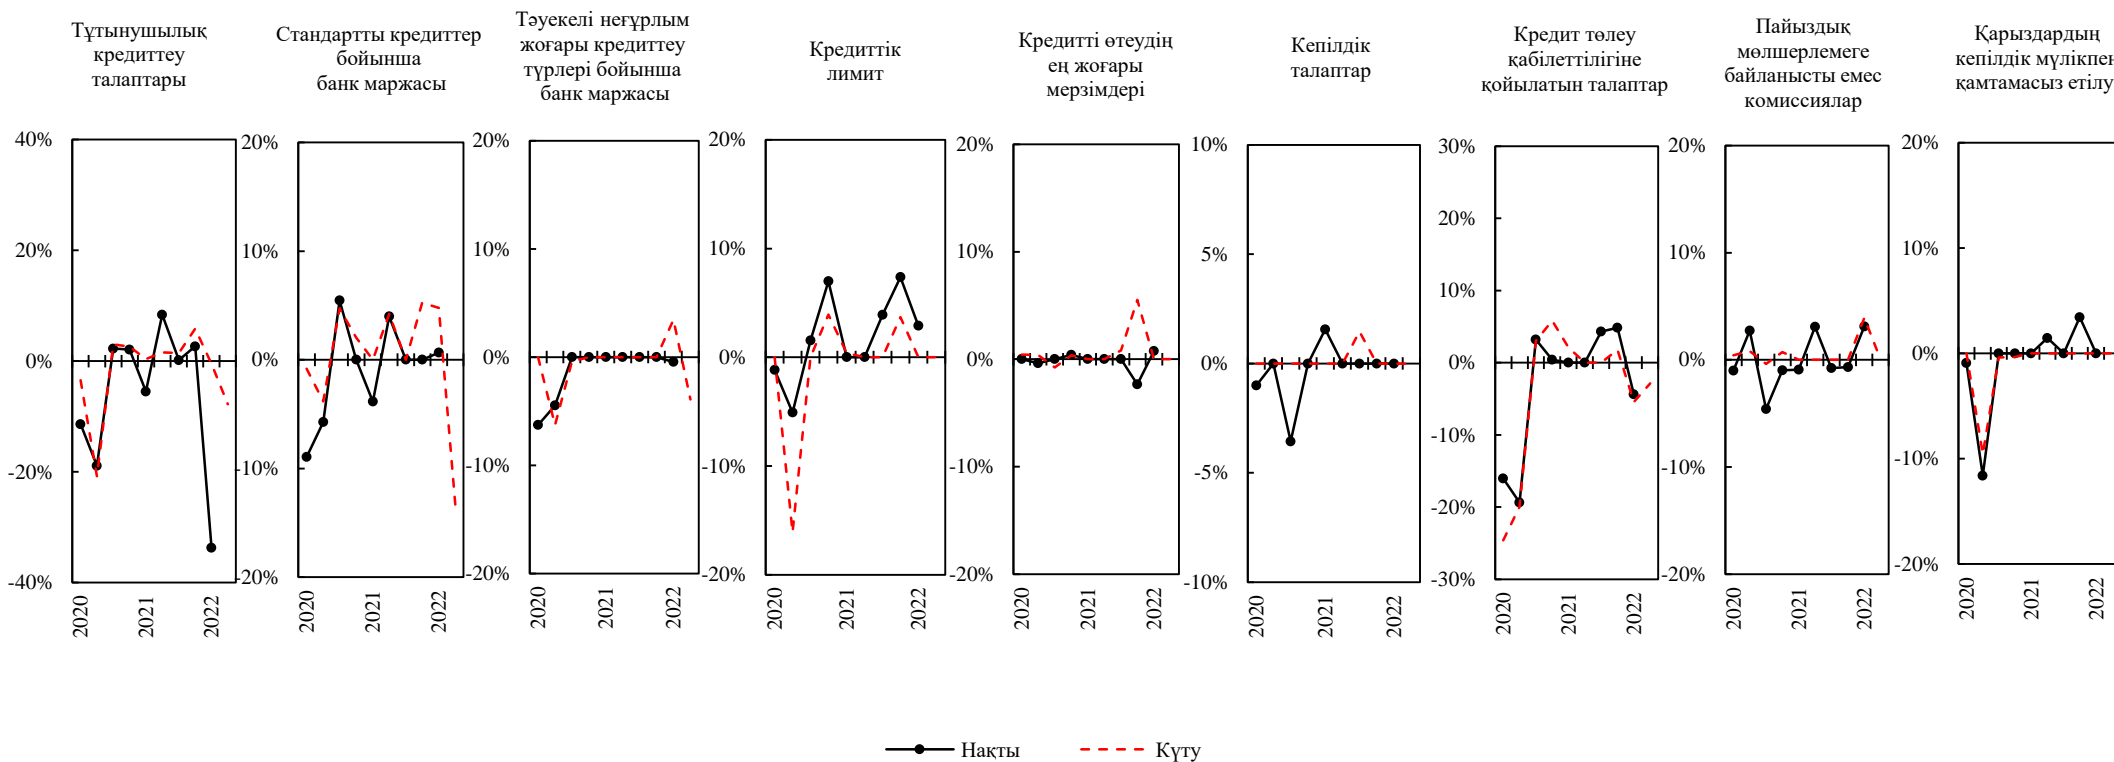 Тұтынушылық
кредиттеу
талаптары
40%
20%
0%
-20%
-40%
2020
2021
2022
Стандартты кредиттер
бойынша
банк маржасы
20%
10%
0%
-10%
-20%
2020
2021
2022
Тәуекелі неғұрлым
жоғары кредиттеу
түрлері бойынша
банк маржасы
20%
10%
0%
-10%
-20%
2020
2021
2022
Кредиттік
лимит
20%
10%
0%
-10%
-20%
2020
2021
2022
Кредитті өтеудің
ең жоғары
мерзімдері
20%
10%
0%
-10%
-20%
2020
2021
2022
Кепілдік
талаптар
10%
5%
0%
-5%
-10%
2020
2021
2022
Кредит төлеу
қабілеттілігіне
қойылатын талаптар
30%
20%
10%
0%
-10%
-20%
-30%
2020
2021
2022
Пайыздық
мөлшерлемеге
байланысты емес
комиссиялар
20%
10%
0%
-10%
-20%
2020
2021
2022
Қарыздардың
кепілдік мүлікпен
қамтамасыз етілу
20%
10%
0%
-10%
-20%
2020
2021
2022
Нақты
Күту